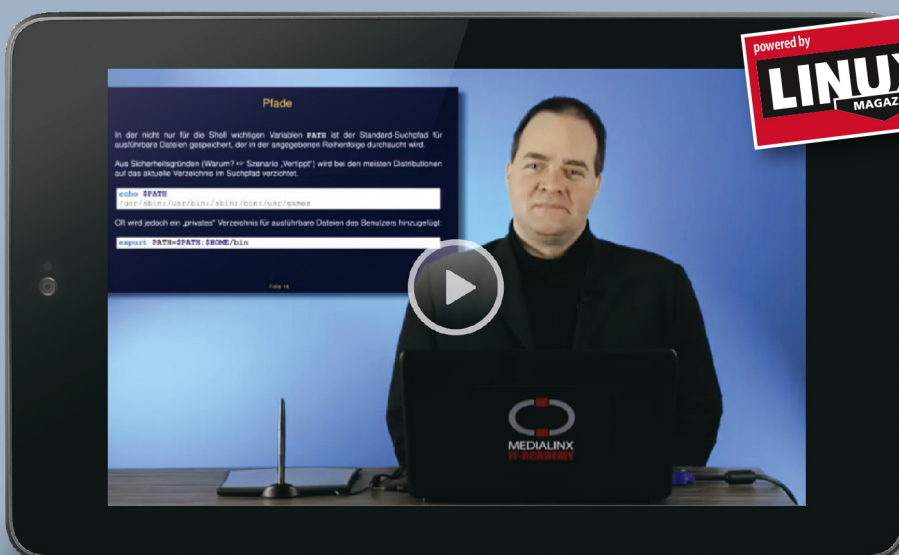 powered by
LINUX
MAGAZ
Pfade
In der nicht nur für die Shell wichtigen Variablen PATH ist der Standard-Suchpfad für
ausführbare Dateien gespeichert, der in der angegebenen Reihenfolge durchsucht wird.
Aus Sicherheitsgründen (Warum? ☞ Szenario „Vertippt“) wird bei den meisten Distributionen
auf das aktuelle Verzeichnis im Suchpfad verzichtet.
echo $PATH
/usr/sbin:/usr/bin:/sbin:/bin:/usr/games
Oft wird jedoch ein „privates“ Verzeichnis für ausführbare Dateien des Benutzers hinzugefügt
export PATH=$PATH:$HOME/bin
Folie 14
MEDIALINX
IT-ACADEMY